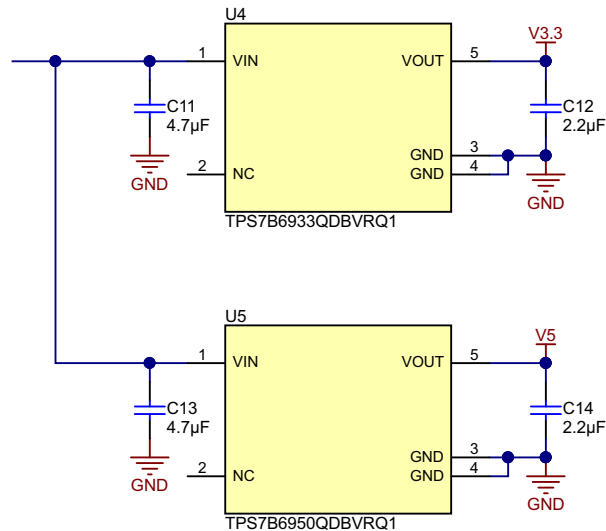 U4
V3.3
1
VIN
VOUT
5
C11
4.7µF
C12
2.2µF
GND
3
2
NC
GND
4
GND
GND
TPS7B6933QDBVRQ1
U5
V5
1
VIN
VOUT
5
C13
4.7µF
C14
2.2µF
GND
3
2
NC
GND
4
GND
GND
TPS7B6950QDBVRQ1